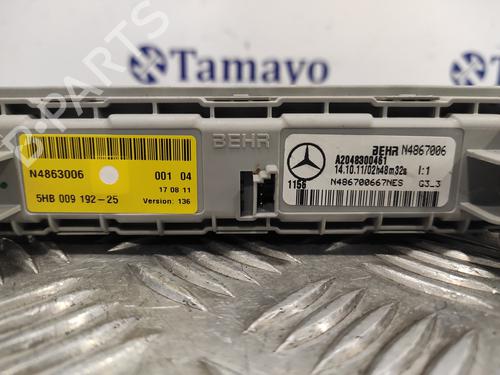 Tamayo
B-PARTS
BEHR
N4863006
001 04
17 08 11
5HB 009 192-25
Version: 136
BEHR N4867006
A2048300461
14.10.11/02h48m32s I:1
1156
N486700667NES G3_3